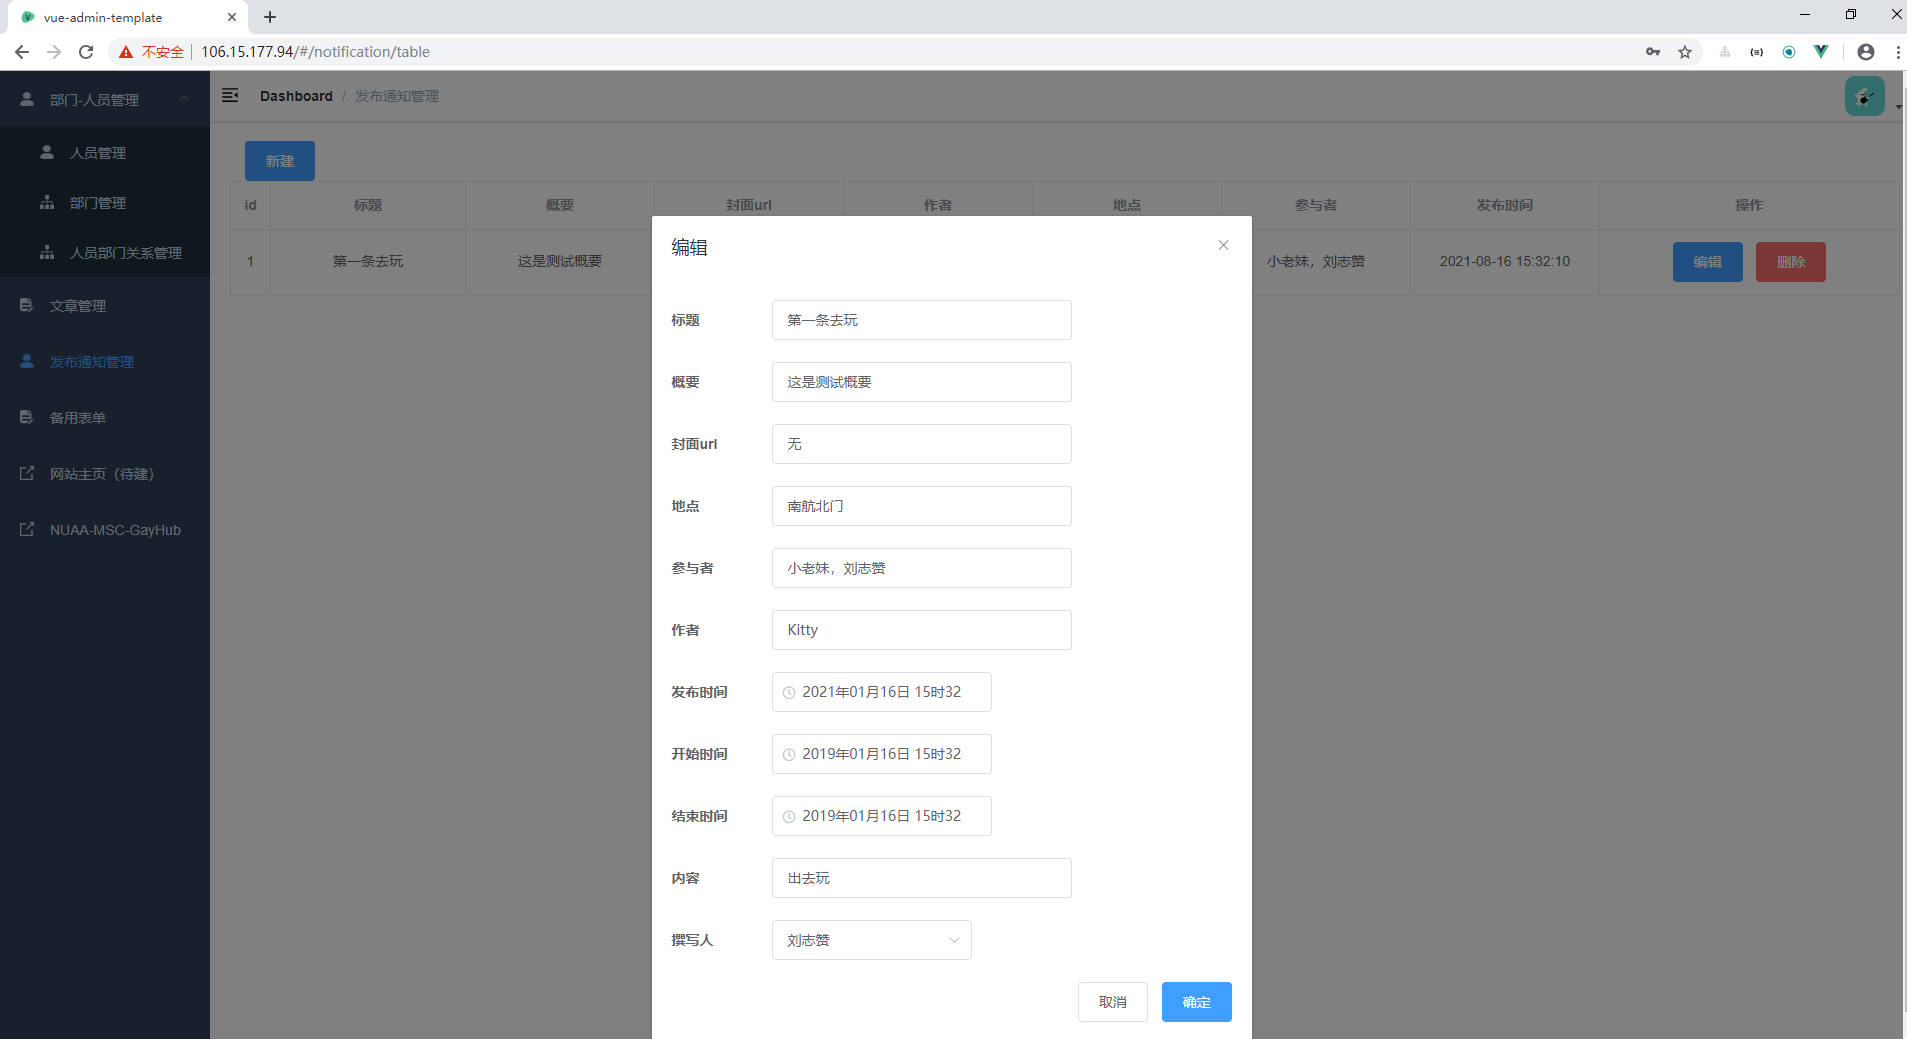 vue-admin-template
不安全 106.15.177.94/#/notification/table
部门-人员管理
人员管理
部门管理
人员部门关系管理
文章管理
发布通知管理
备用表单
网站主页（待建）
NUAA-MSC-GayHub
Dashboard / 发布通知管理
新建
id 标题 概要 封面url 作者 地点 参与者 发布时间 操作
1 第一条去玩 这是测试概要 小老妹，刘志赞 2021-08-16 15:32:10 编辑 删除
编辑
标题 第一条去玩
概要 这是测试概要
封面url 无
地点 南航北门
参与者 小老妹，刘志赞
作者 Kitty
发布时间 2021年01月16日 15时32
开始时间 2019年01月16日 15时32
结束时间 2019年01月16日 15时32
内容 出去玩
撰写人 刘志赞
取消 确定